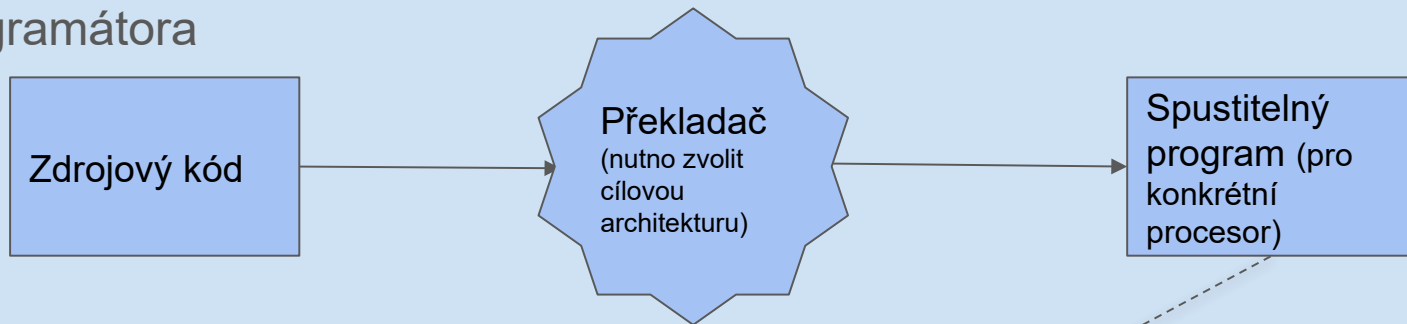 gramátora
Zdrojový kód
Překladač
(nutno zvolit
cílovou
architekturu)
Spustitelný
program (pro
konkrétní
procesor)